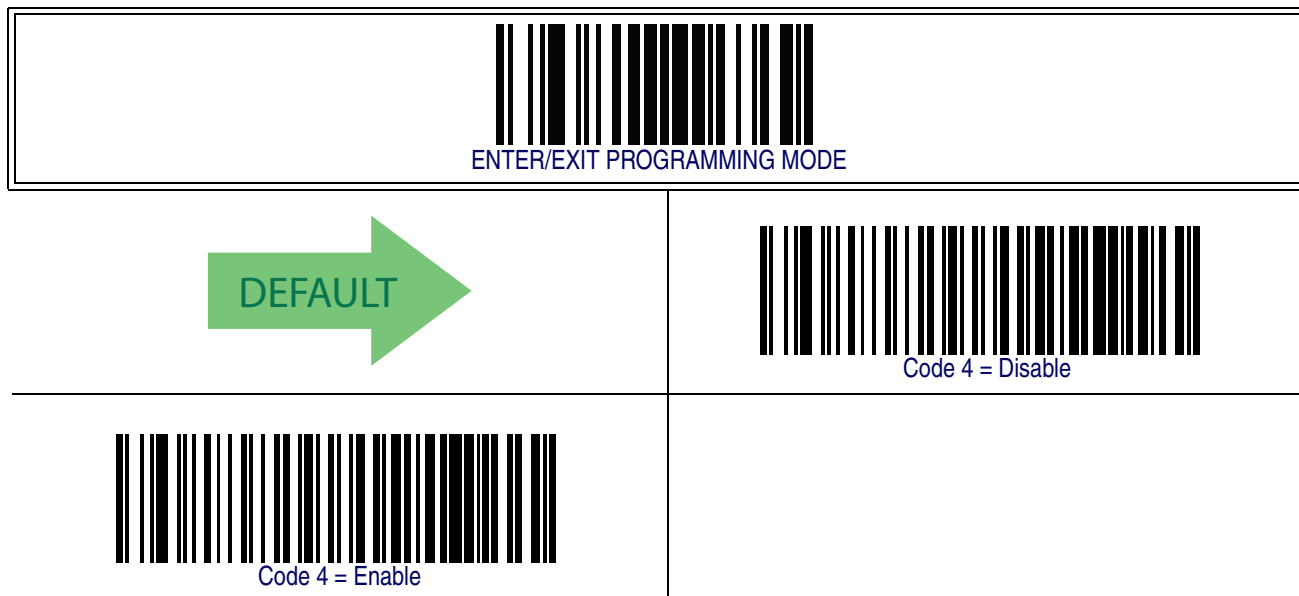 ENTER/EXIT PROGRAMMING MODE
DEFAULT
Code 4 = Disable
Code 4 = Enable